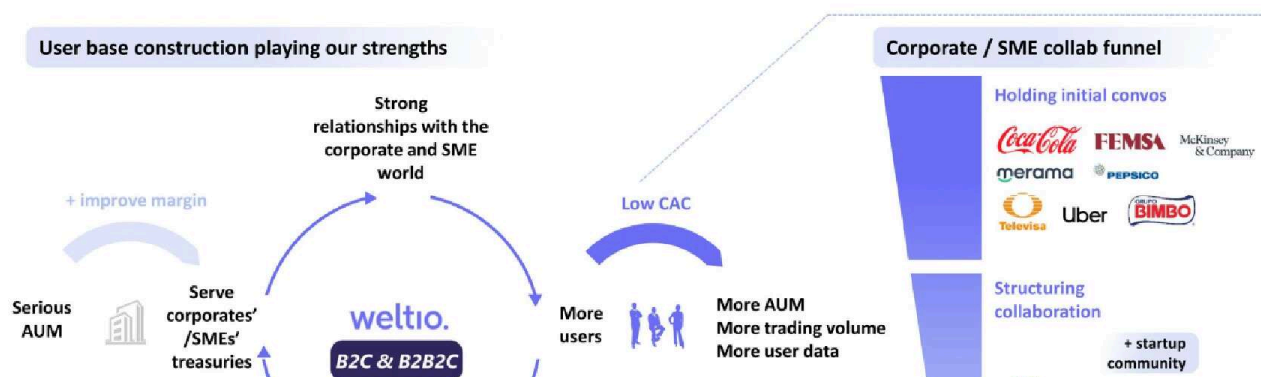 User base construction playing our strengths
Strong
relationships with the
corporate and SME
world
+ improve margin
Low CAC
Serious
AUM
Serve
corporates'
/SMEs'
treasuries
weltio.
B2C & B2B2C
More
users
More AUM
More trading volume
More user data
Corporate / SME collab funnel
Holding initial convos
Coca-Cola
FEMSA
McKinsey
& Company
merama
PEPSICO
Televisa
Uber
GRUPO
BIMBO
Structuring
collaboration
+ startup
community